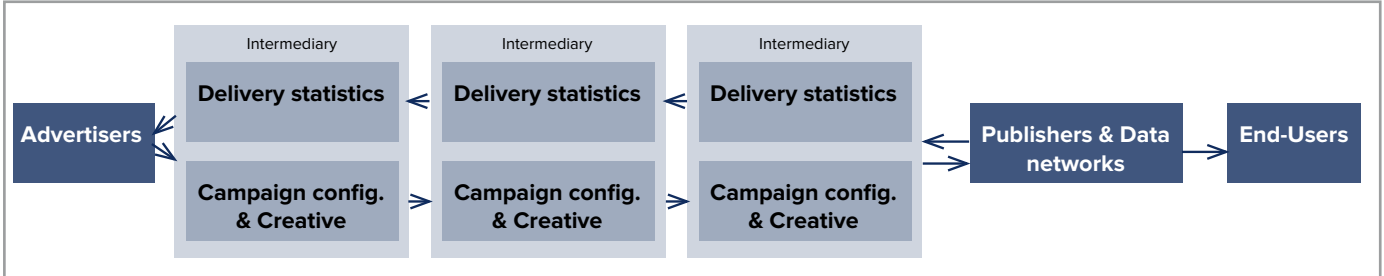 Advertisers
Intermediary
Delivery statistics
Campaign config.
& Creative
Intermediary
Delivery statistics
Campaign config.
& Creative
Intermediary
Delivery statistics
Campaign config.
& Creative
Publishers & Data
networks
End-Users